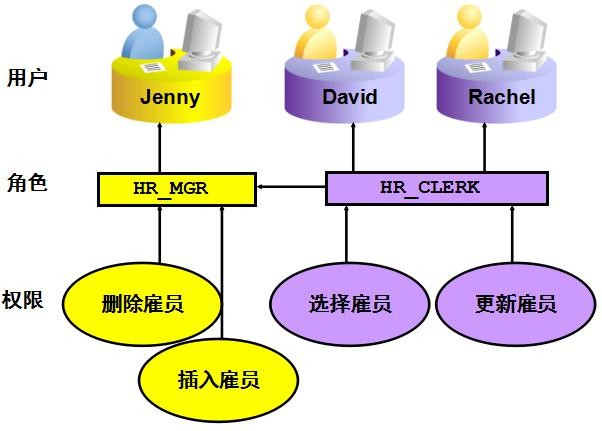 用户
Jenny
David
Rachel
角色
HR_MGR
HR_CLERK
权限
删除雇员
选择雇员
更新雇员
插入雇员